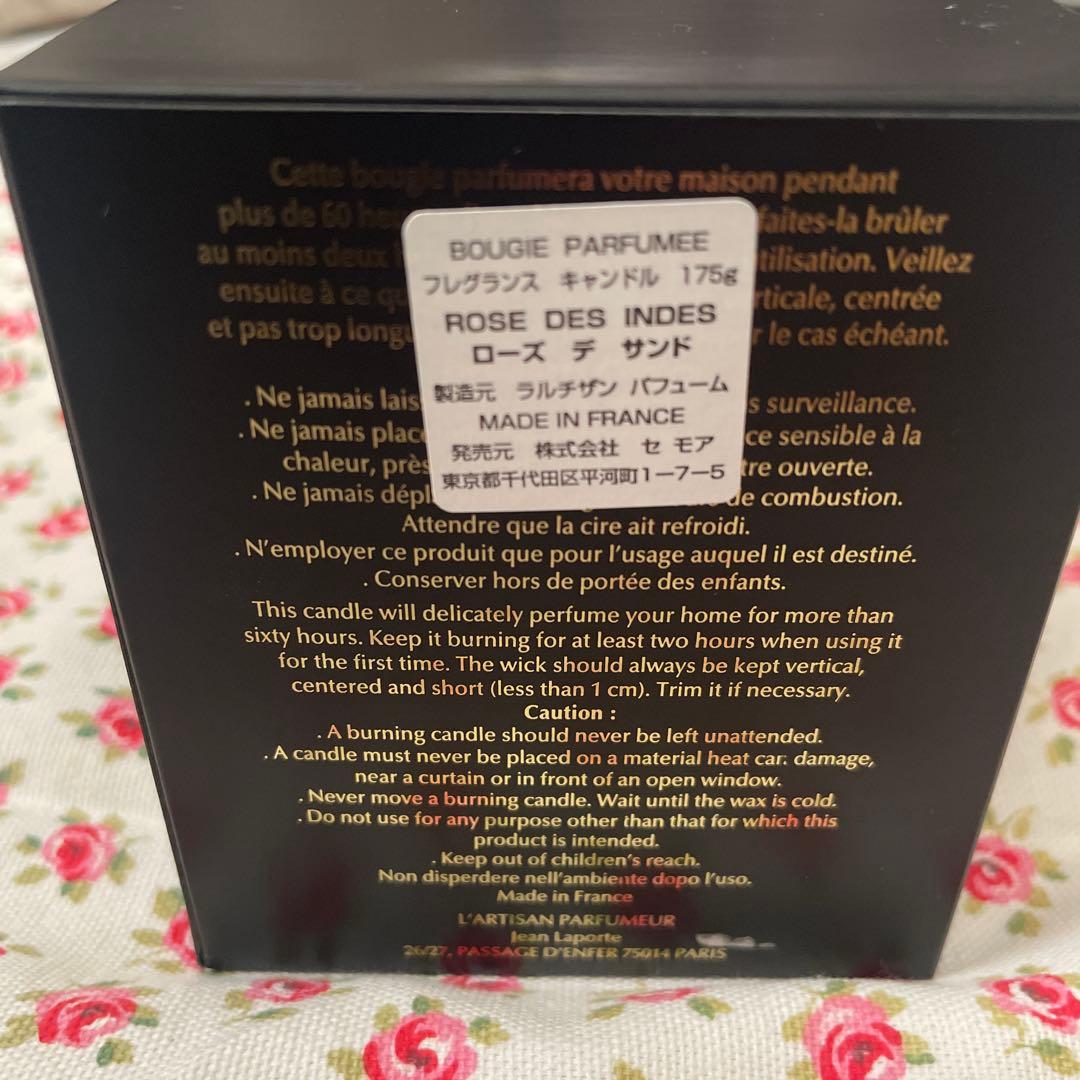 Cette bougie parfumera votre maison pendant
plus de 60 faites-la brûler
au moins deux utilisation. Veillez
ensuite à ce verticale, centrée
et pas trop le cas échéant.
BOUGIE PARFUMEE
フレグランス キャンドル 175g
ROSE DES INDES
ローズ デ サンド
製造元 ラルチザン パフューム
MADE IN FRANCE
発売元 株式会社 セ モア
東京都千代田区平河町1-7-5
. Ne jamais surveillance.
. Ne jamais sensible à la
chaleur, ouverte.
. Ne jamais de combustion.
Attendre que la cire ait refroidi.
. N'employer ce produit que pour l'usage auquel il est destiné.
. Conserver hors de portée des enfants.
This candle will delicately perfume your home for more than
sixty hours. Keep it burning for at least two hours when using it
for the first time. The wick should always be kept vertical,
centered and short (less than 1 cm). Trim it if necessary.
Caution :
. A burning candle should never be left unattended.
. A candle must never be placed on a material heat car. damage,
near a curtain or in front of an open window.
. Never move a burning candle. Wait until the wax is cold.
. Do not use for any purpose other than that for which this
product is intended.
. Keep out of children's reach.
Non disperdere nell'ambiente dopo l'uso.
Made in France
L'ARTISAN PARFUMEUR
Jean Laporte
26/27, PASSAGE D'ENFER 75014 PARIS